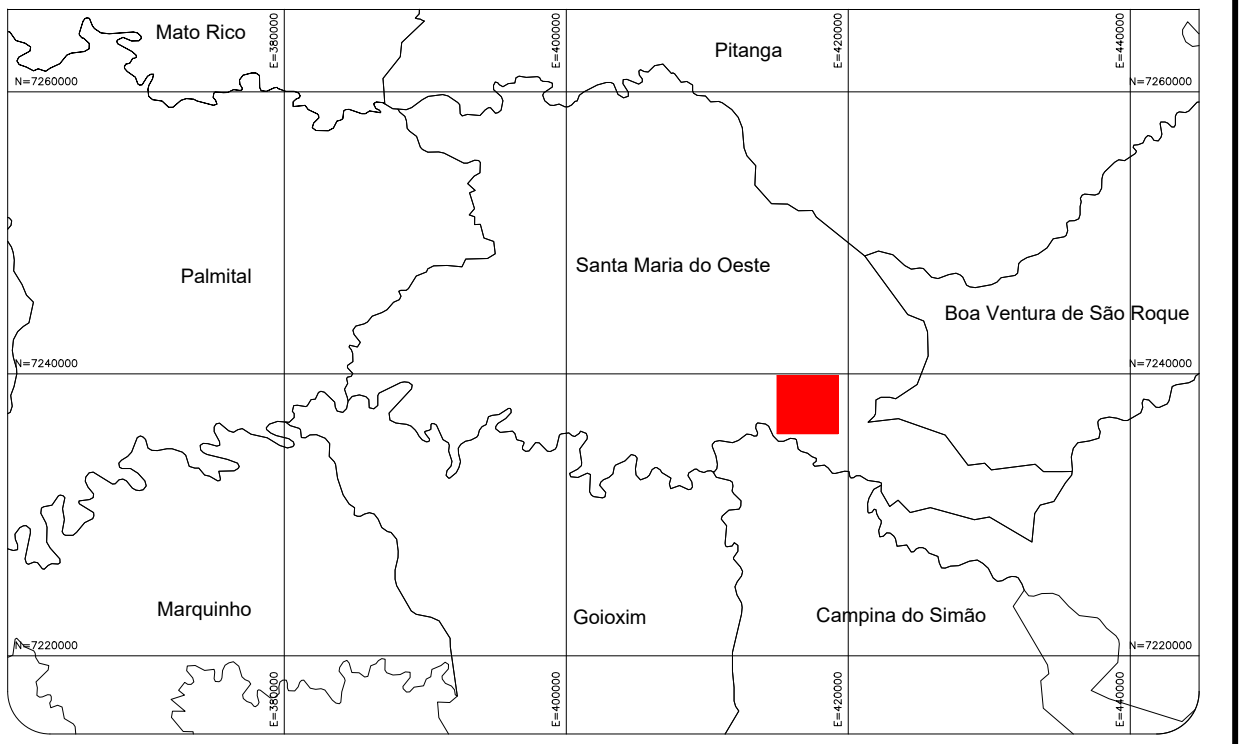 Mato Rico
E=380000
E=400000
Pitanga
E=420000
E=440000
N=7260000
N=7260000
Palmital
Santa Maria do Oeste
Boa Ventura de São Roque
N=7240000
N=7240000
Marquinho
Goioxim
Campina do Simão
N=7220000
N=7220000
E=380000
E=400000
E=420000
E=440000